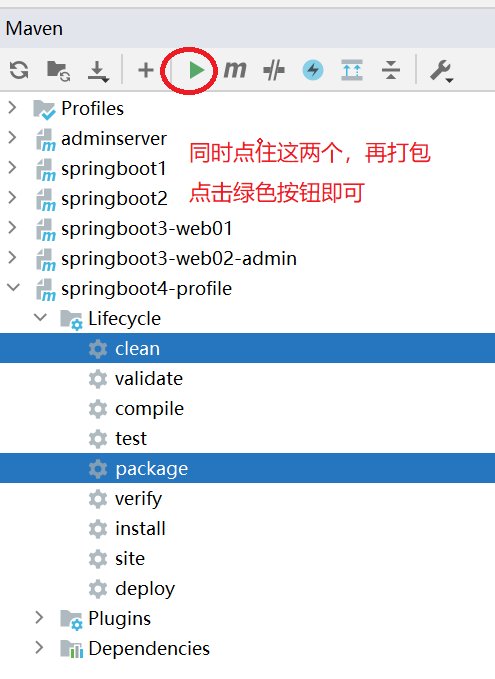 Maven
Profiles
adminserver
springboot1
springboot2
springboot3-web01
springboot3-web02-admin
springboot4-profile
同时点住这两个，再打包
点击绿色按钮即可
Lifecycle
clean
validate
compile
test
package
verify
install
site
deploy
Plugins
Dependencies